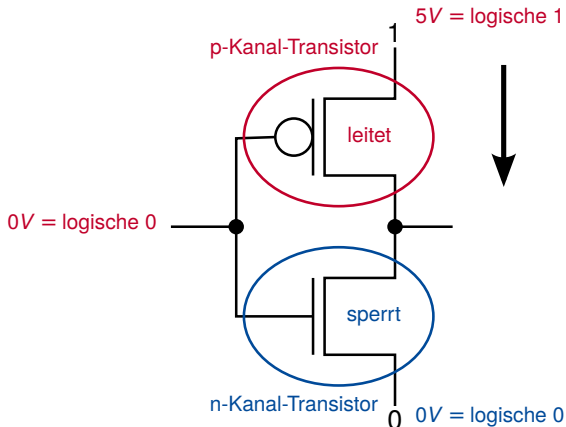 5V = logische 1
p-Kanal-Transistor
1
leitet
0V = logische 0
sperrt
n-Kanal-Transistor
0
0V = logische 0